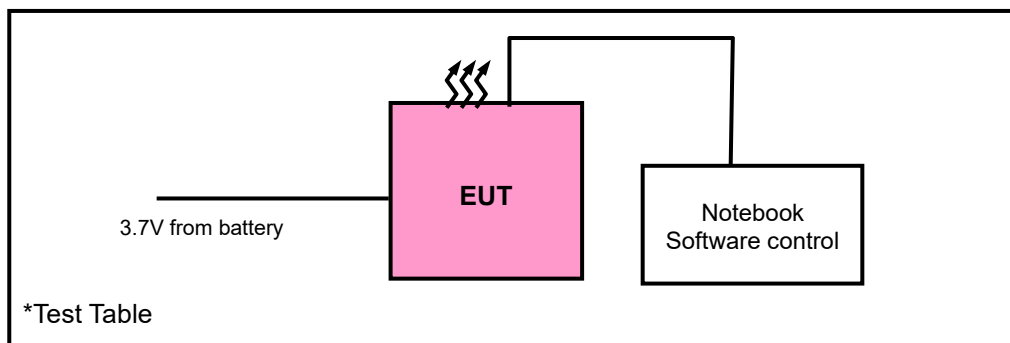 EUT
3.7V from battery
Notebook
Software control
*Test Table